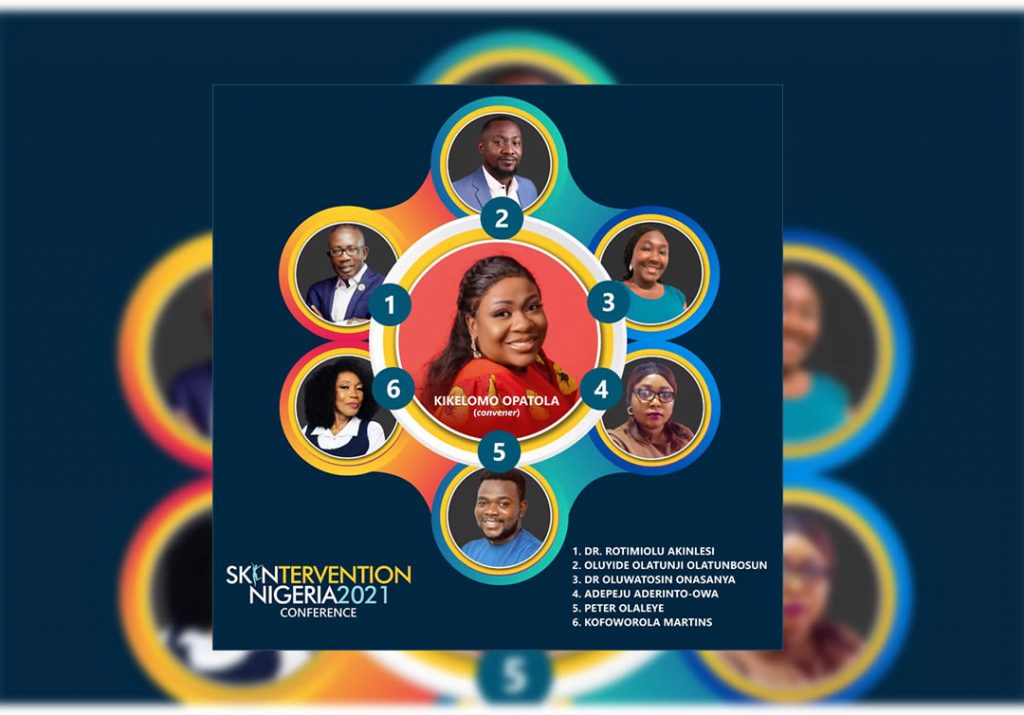 2
1
3
6
4
KIKELOMO OPATOLA
(convener)
5
SKINTERVENTION
NIGERIA2021
CONFERENCE
1. DR. ROTIMIOLU AKINLESI
2. OLUYIDE OLATUNJI OLATUNBOSUN
3. DR OLUWATOSIN ONASANYA
4. ADEPEJU ADERINTO-OWA
5. PETER OLALEYE
6. KOFOWOROLA MARTINS
5